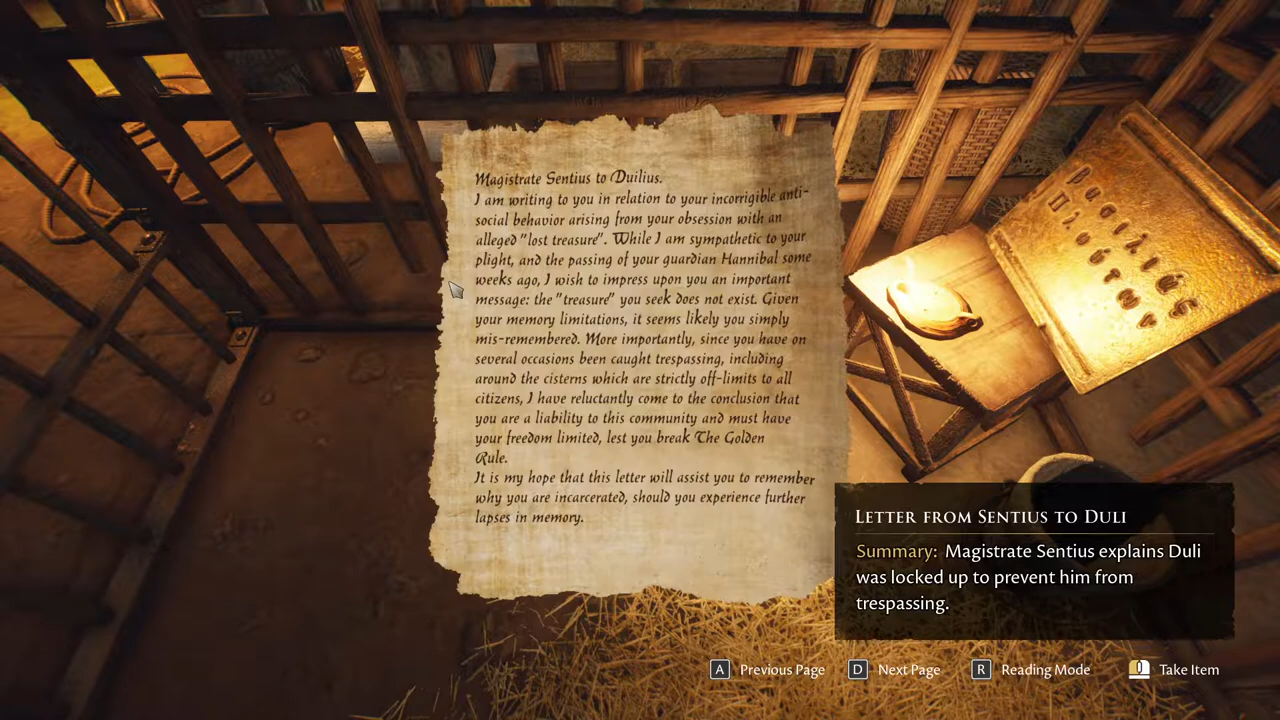 Magistrate Sentius to Duilius.
I am writing to you in relation to your incorrigible anti-
social behavior arising from your obsession with an
alleged "lost treasure". While I am sympathetic to your
plight, and the passing of your guardian Hannibal some
weeks ago, I wish to impress upon you an important
message: the "treasure" you seek does not exist. Given
your memory limitations, it seems likely you simply
mis-remembered. More importantly, since you have on
several occasions been caught trespassing, including
around the cisterns which are strictly off-limits to all
citizens, I have reluctantly come to the conclusion that
you are a liability to this community and must have
your freedom limited, lest you break The Golden
Rule.
It is my hope that this letter will assist you to remember
why you are incarcerated, should you experience further
lapses in memory.
Βασιλιάς
Πλούτων
Letter from Sentius to Duli
Summary: Magistrate Sentius explains Duli
was locked up to prevent him from
trespassing.
A Previous Page D Next Page R Reading Mode Take Item